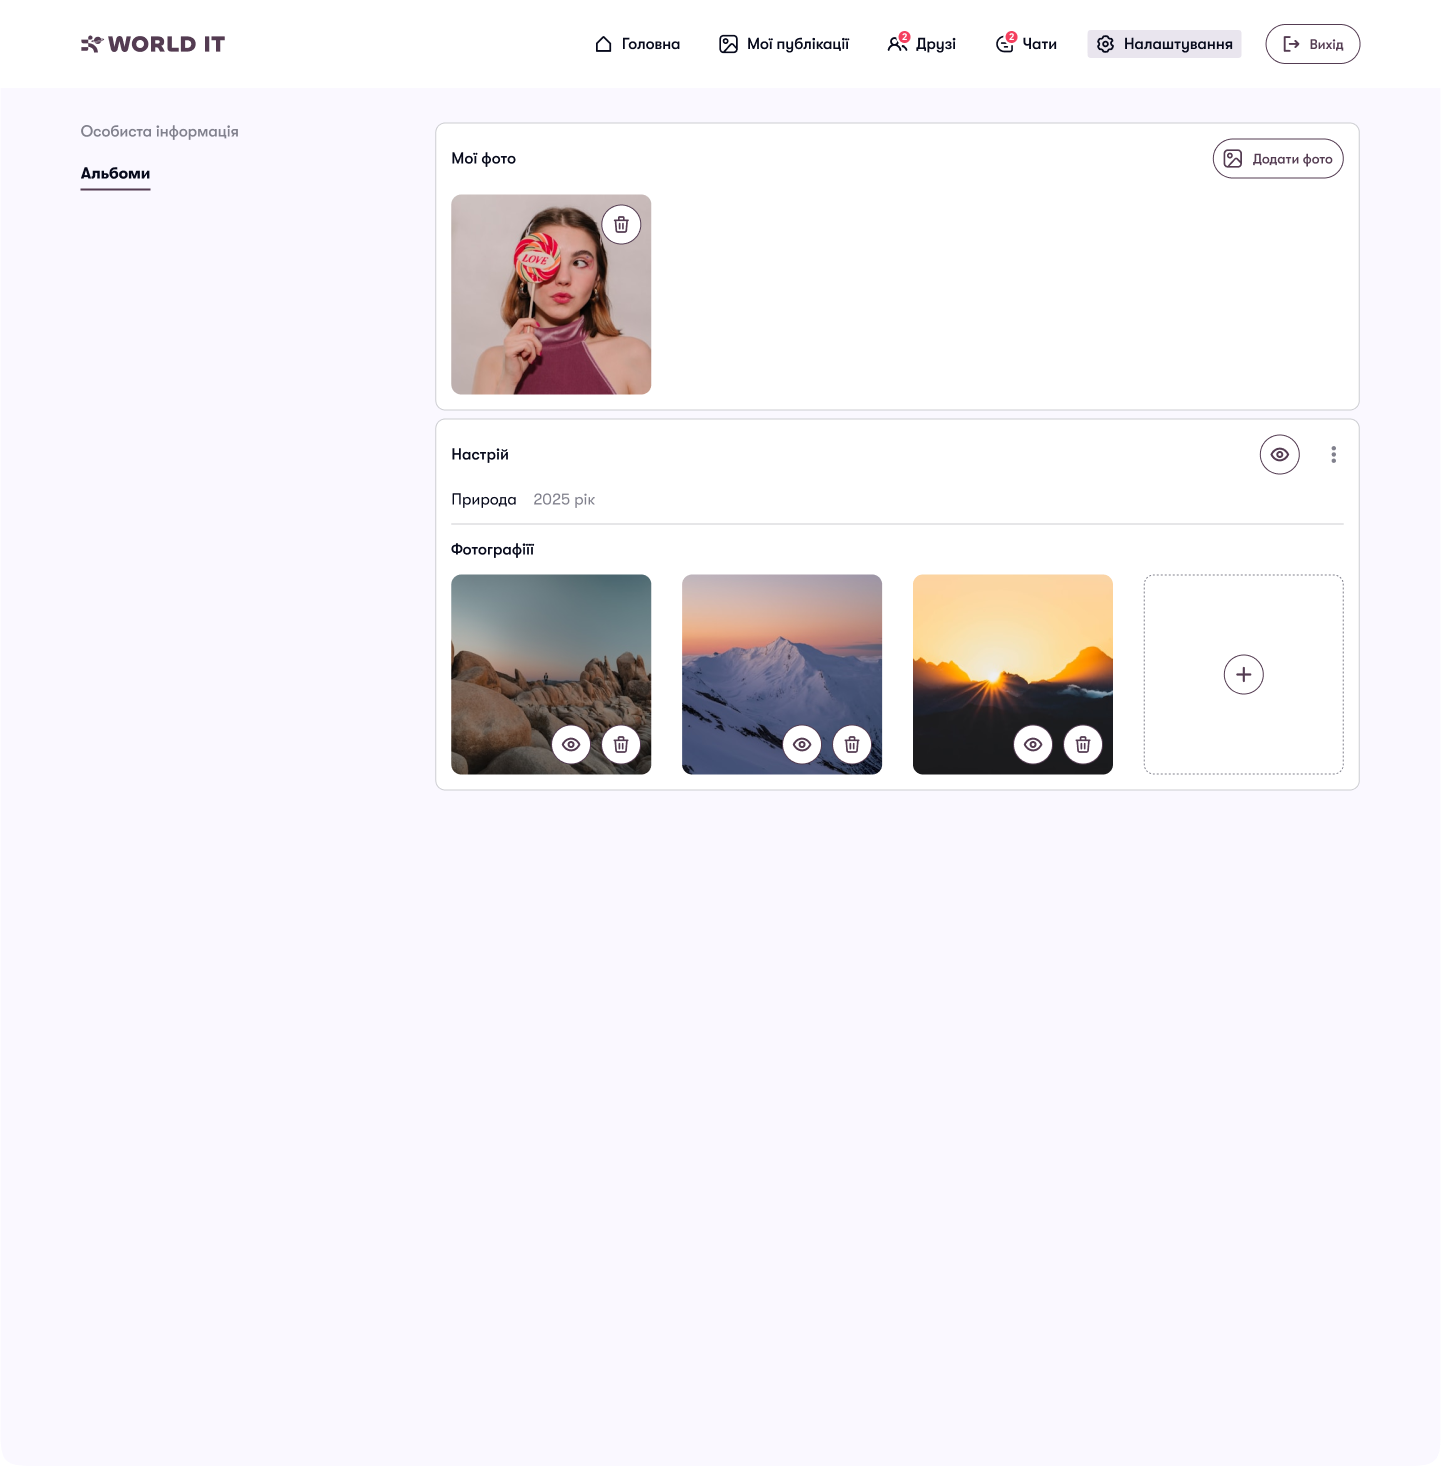 WORLD IT
Головна
Мої публікації
2
Друзі
2
Чати
Налаштування
Вихід
Особиста інформація
Альбоми
Мої фото
Додати фото
LOVE
Настрій
Природа 2025 рік
Фотографіїї